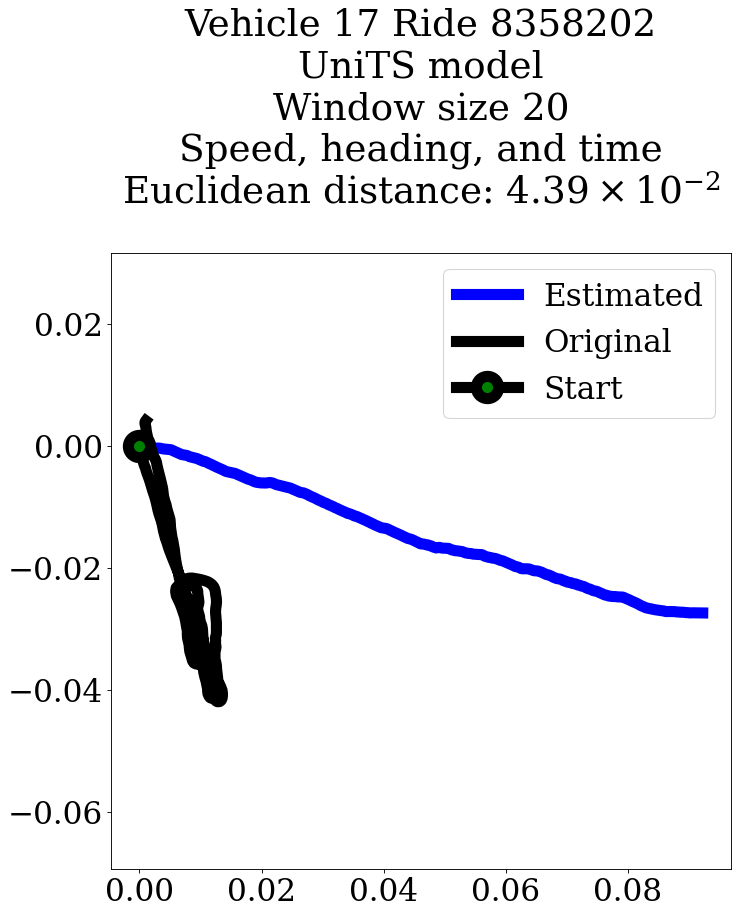 Vehicle 17 Ride 8358202
UniTS model
Window size 20
Speed, heading, and time
Euclidean distance: 4.39 × 10⁻²
Estimated
Original
Start
0.02
0.00
−0.02
−0.04
−0.06
0.00 0.02 0.04 0.06 0.08